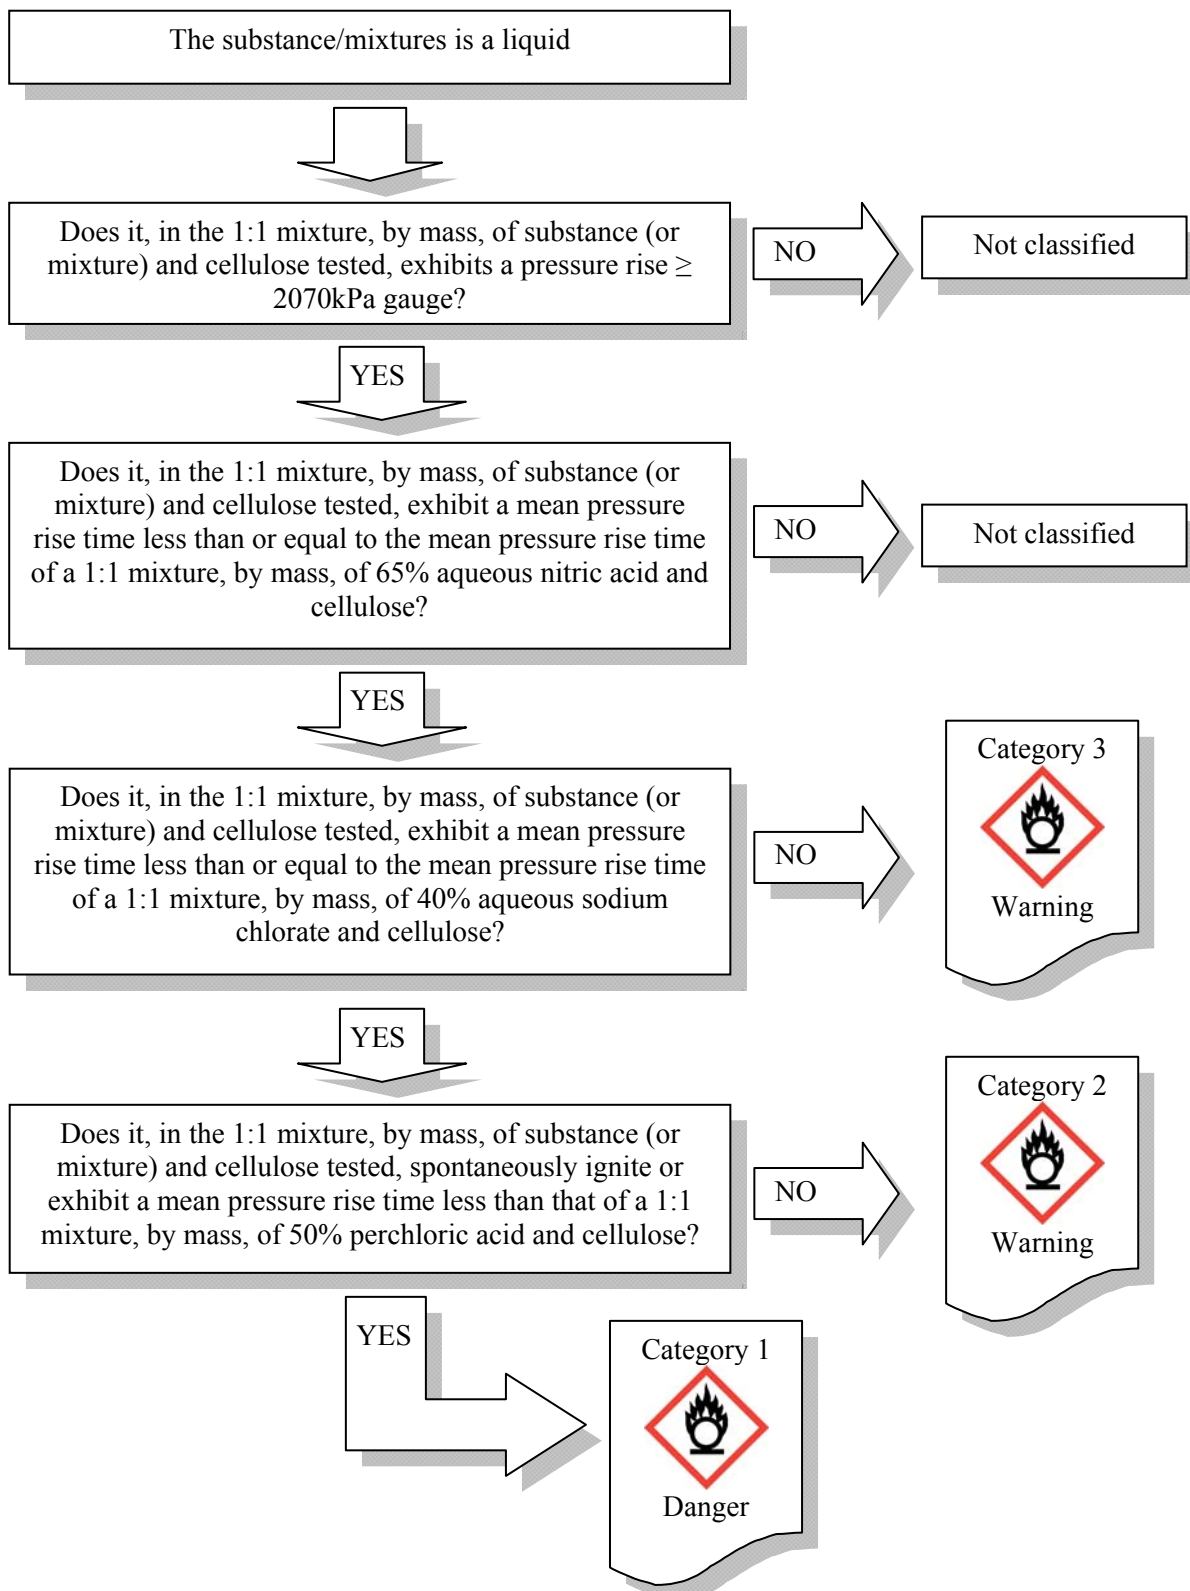 The substance/mixtures is a liquid
Does it, in the 1:1 mixture, by mass, of substance (or
mixture) and cellulose tested, exhibits a pressure rise ≥
2070kPa gauge?
NO
Not classified
YES
Does it, in the 1:1 mixture, by mass, of substance (or
mixture) and cellulose tested, exhibit a mean pressure
rise time less than or equal to the mean pressure rise time
of a 1:1 mixture, by mass, of 65% aqueous nitric acid and
cellulose?
NO
Not classified
YES
Does it, in the 1:1 mixture, by mass, of substance (or
mixture) and cellulose tested, exhibit a mean pressure
rise time less than or equal to the mean pressure rise time
of a 1:1 mixture, by mass, of 40% aqueous sodium
chlorate and cellulose?
NO
Category 3
Warning
YES
Does it, in the 1:1 mixture, by mass, of substance (or
mixture) and cellulose tested, spontaneously ignite or
exhibit a mean pressure rise time less than that of a 1:1
mixture, by mass, of 50% perchloric acid and cellulose?
NO
Category 2
Warning
YES
Category 1
Danger